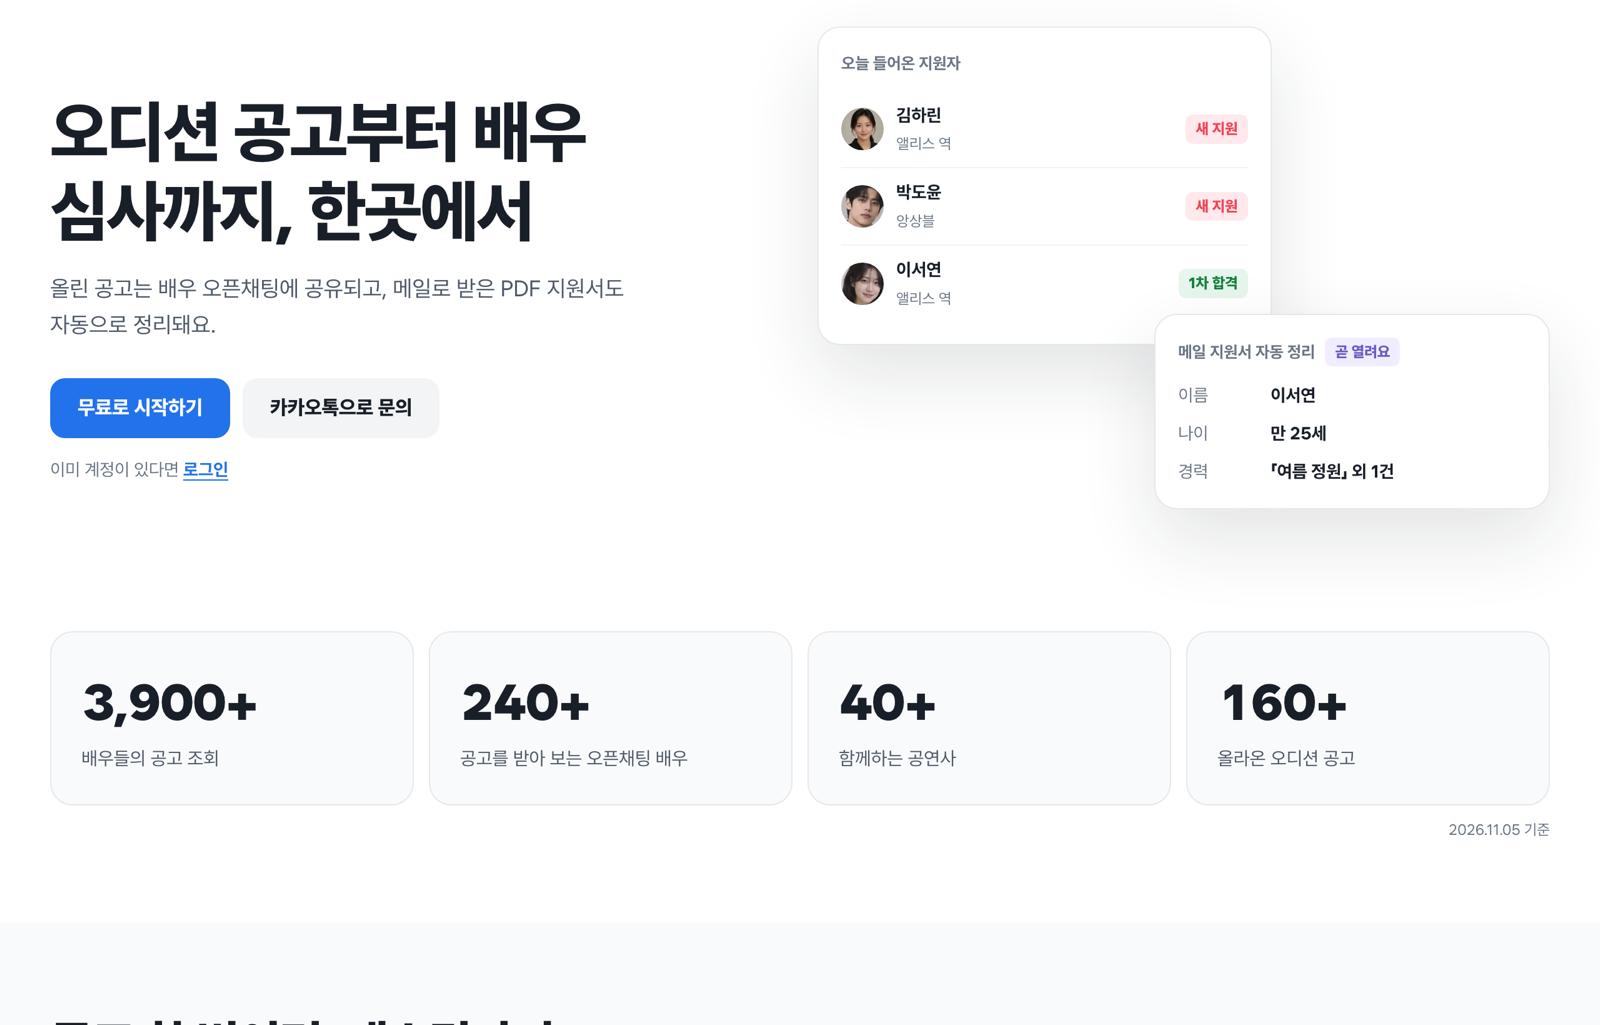 오디션 공고부터 배우
심사까지, 한곳에서
올린 공고는 배우 오픈채팅에 공유되고, 메일로 받은 PDF 지원서도
자동으로 정리돼요.
무료로 시작하기
카카오톡으로 문의
이미 계정이 있다면 로그인
오늘 들어온 지원자
김하린
앨리스 역
새 지원
박도윤
앙상블
새 지원
이서연
앨리스 역
1차 합격
메일 지원서 자동 정리 곧 열려요
이름 이서연
나이 만 25세
경력 「여름 정원」 외 1건
3,900+
배우들의 공고 조회
240+
공고를 받아 보는 오픈채팅 배우
40+
함께하는 공연사
160+
올라온 오디션 공고
2026.11.05 기준